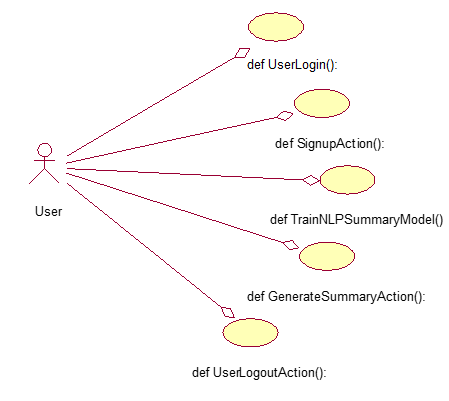 def UserLogin():
def SignupAction():
User
def TrainNLPSummaryModel()
def GenerateSummaryAction():
def UserLogoutAction():